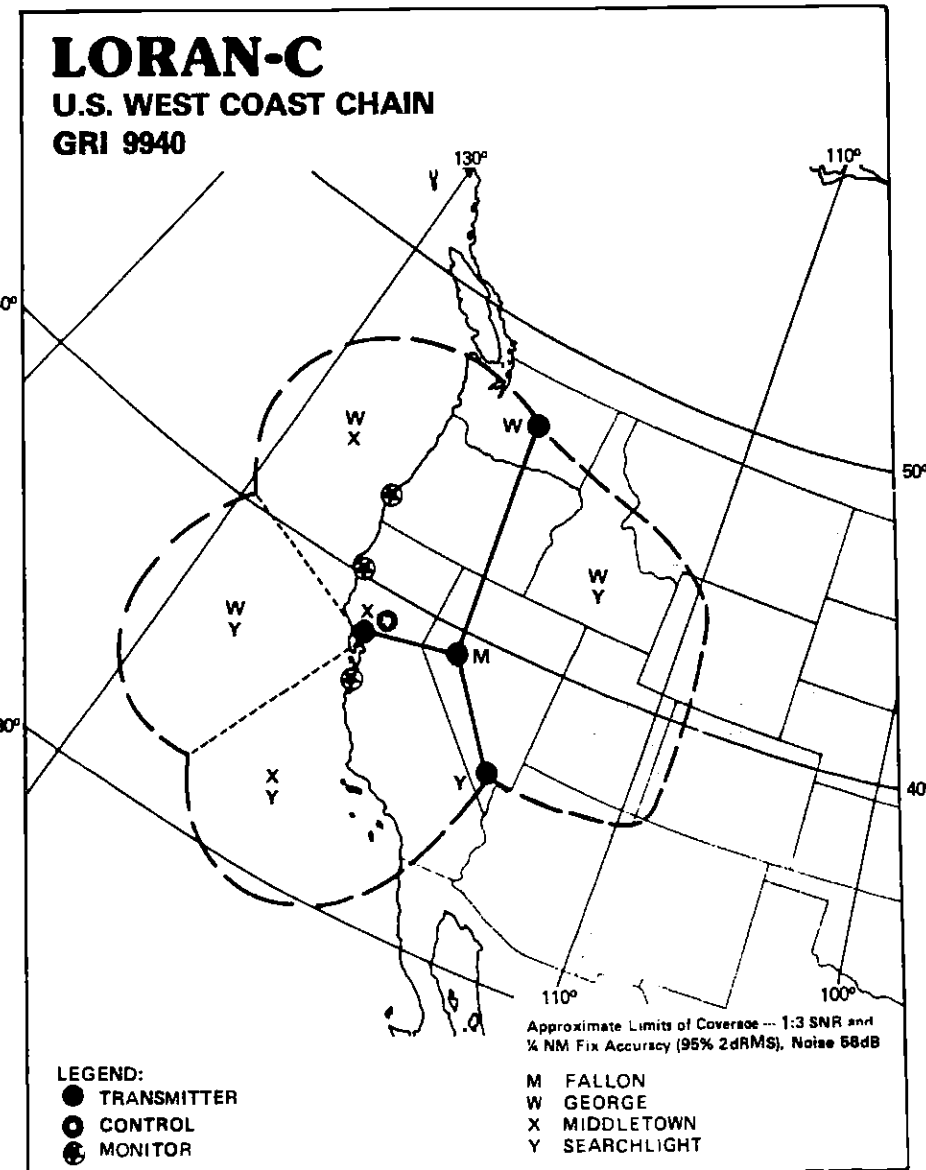 LORAN-C
U.S. WEST COAST CHAIN
GRI 9940
130°
110°
W
X
W
50°
W
Y
W
Y
X
M
Y
X
Y
40°
110°
100°
Approximate Limits of Coverage -- 1:3 SNR and
¼ NM Fix Accuracy (95% 2dRMS), Noise 58dB
LEGEND:
TRANSMITTER
CONTROL
MONITOR
M FALLON
W GEORGE
X MIDDLETOWN
Y SEARCHLIGHT